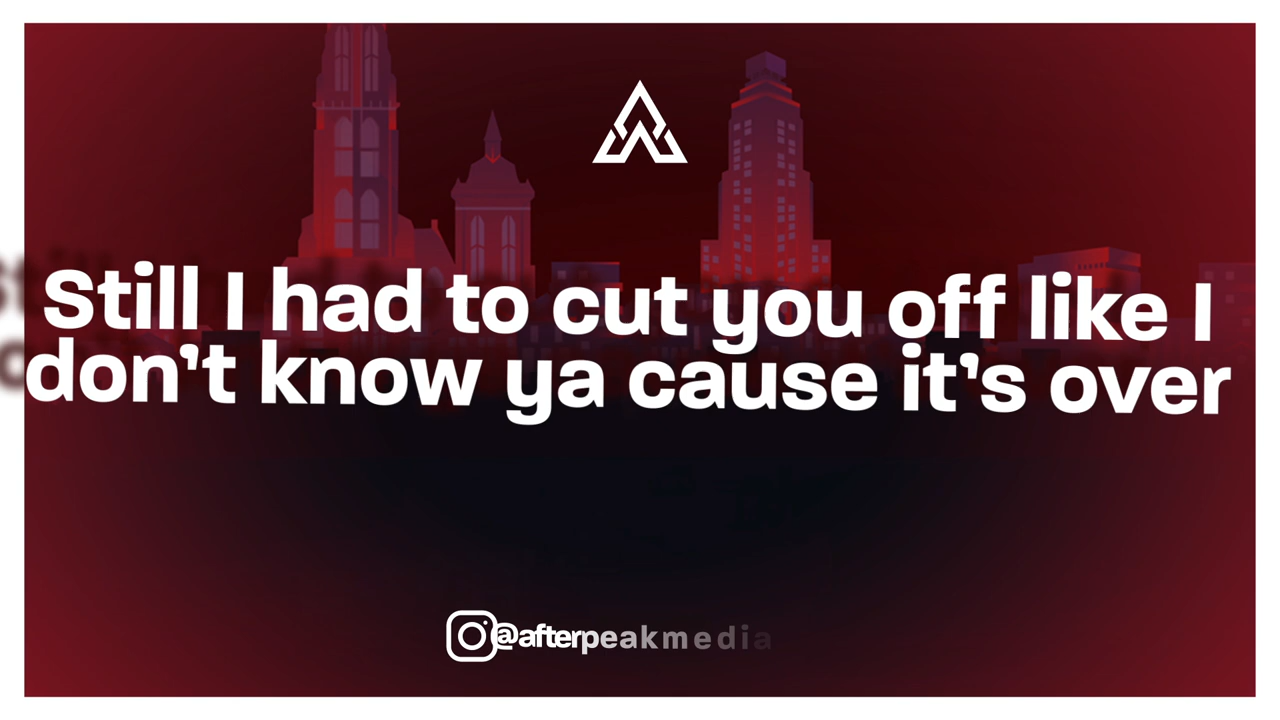 Still I had to cut you off like I
don't know ya cause it's over
@afterpeakmedia